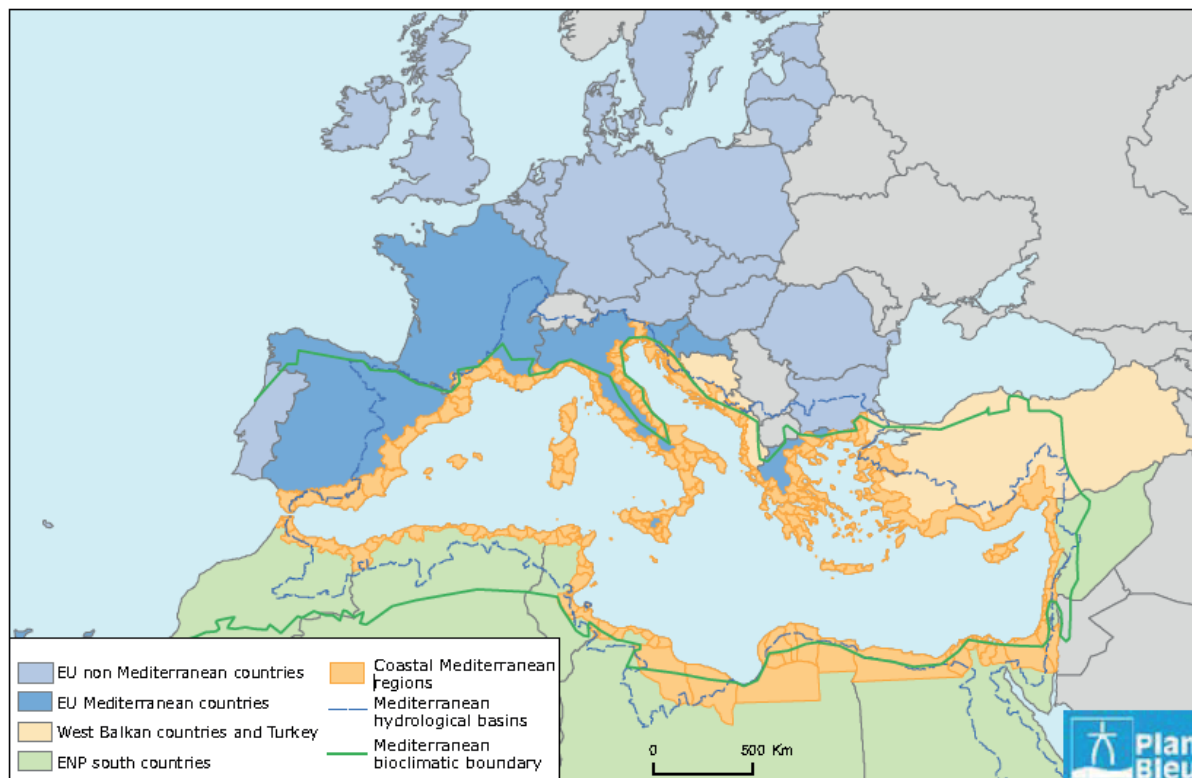 EU non Mediterranean countries
EU Mediterranean countries
West Balkan countries and Turkey
ENP south countries
Coastal Mediterranean
regions
Mediterranean
hydrological basins
Mediterranean
bioclimatic boundary
0 500 Km
Plan
Bleu